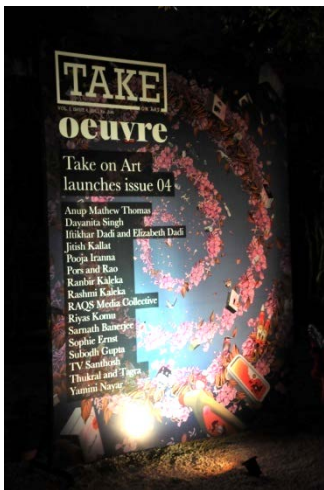 TAKE
on art
oeuvre
Take on Art
launches issue 04
Anup Mathew Thomas
Dayanita Singh
Iftikhar Dadi and Elizabeth Dadi
Jitish Kallat
Pooja Iranna
Pors and Rao
Ranbir Kaleka
Rashmi Kaleka
RAQS Media Collective
Riyas Komu
Sarnath Banerjee
Sophie Ernst
Subodh Gupta
TV Santhosh
Thukral and Tagra
Yamini Nayar